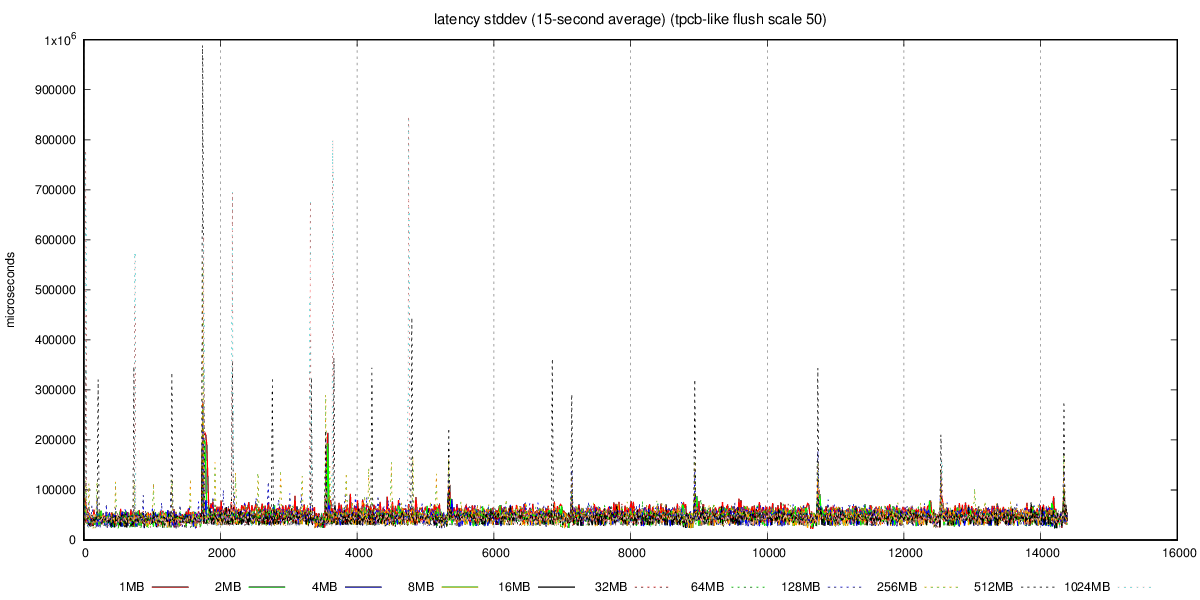 latency stddev (15-second average) (tpcb-like flush scale 50)
1x10^6
900000
800000
700000
600000
500000
400000
300000
200000
100000
0
microseconds
0 2000 4000 6000 8000 10000 12000 14000 16000
1MB 2MB 4MB 8MB 16MB 32MB 64MB 128MB 256MB 512MB 1024MB